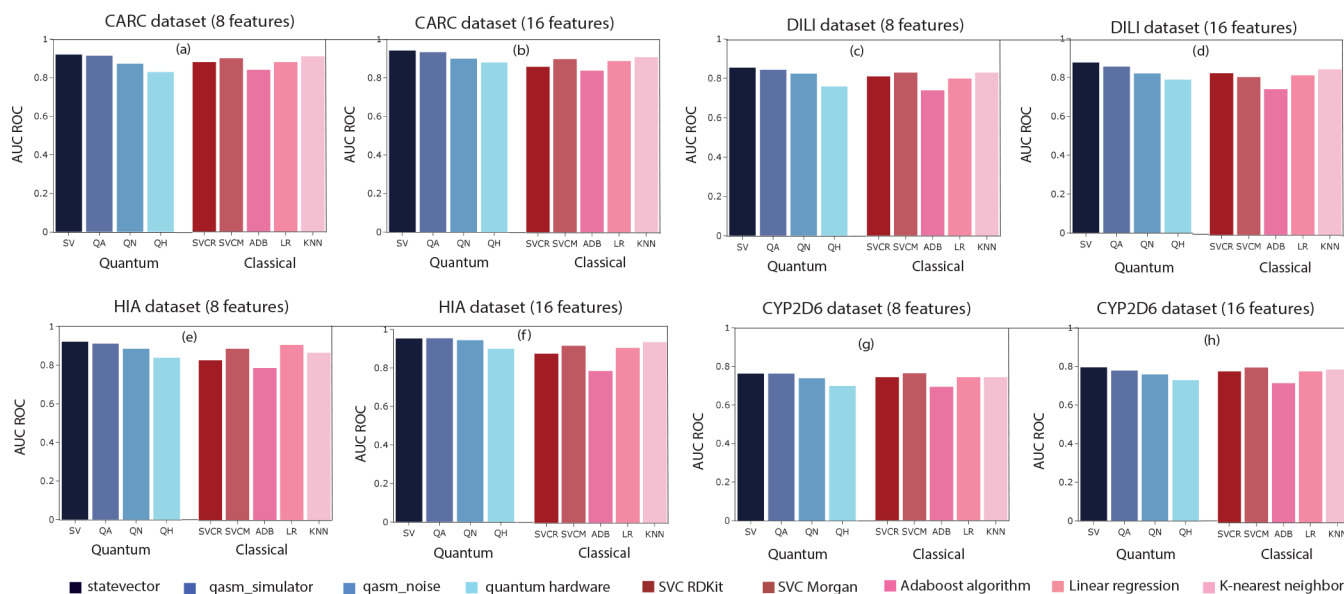 CARC dataset (8 features)
CARC dataset (16 features)
DILI dataset (8 features)
DILI dataset (16 features)
(a)
(b)
(c)
(d)
AUC ROC
1
0.8
0.6
0.4
0.2
0
SV QA QN QH SVCR SVCM ADB LR KNN
Quantum Classical
AUC ROC
1
0.8
0.6
0.4
0.2
0
SV QA QN QH SVCR SVCM ADB LR KNN
Quantum Classical
AUC ROC
1
0.8
0.6
0.4
0.2
0
SV QA QN QH SVCR SVCM ADB LR KNN
Quantum Classical
AUC ROC
1
0.8
0.6
0.4
0.2
0
SV QA QN QH SVCR SVCM ADB LR KNN
Quantum Classical
HIA dataset (8 features)
HIA dataset (16 features)
CYP2D6 dataset (8 features)
CYP2D6 dataset (16 features)
(e)
(f)
(g)
(h)
AUC ROC
1
0.8
0.6
0.4
0.2
0
SV QA QN QH SVCR SVCM ADB LR KNN
Quantum Classical
AUC ROC
1
0.8
0.6
0.4
0.2
0
SV QA QN QH SVCR SVCM ADB LR KNN
Quantum Classical
AUC ROC
1
0.8
0.6
0.4
0.2
0
SV QA QN QH SVCR SVCM ADB LR KNN
Quantum Classical
AUC ROC
1
0.8
0.6
0.4
0.2
0
SV QA QN QH SVCR SVCM ADB LR KNN
Quantum Classical
statevector qasm_simulator qasm_noise quantum hardware SVC RDKit SVC Morgan Adaboost algorithm Linear regression K-nearest neighbor